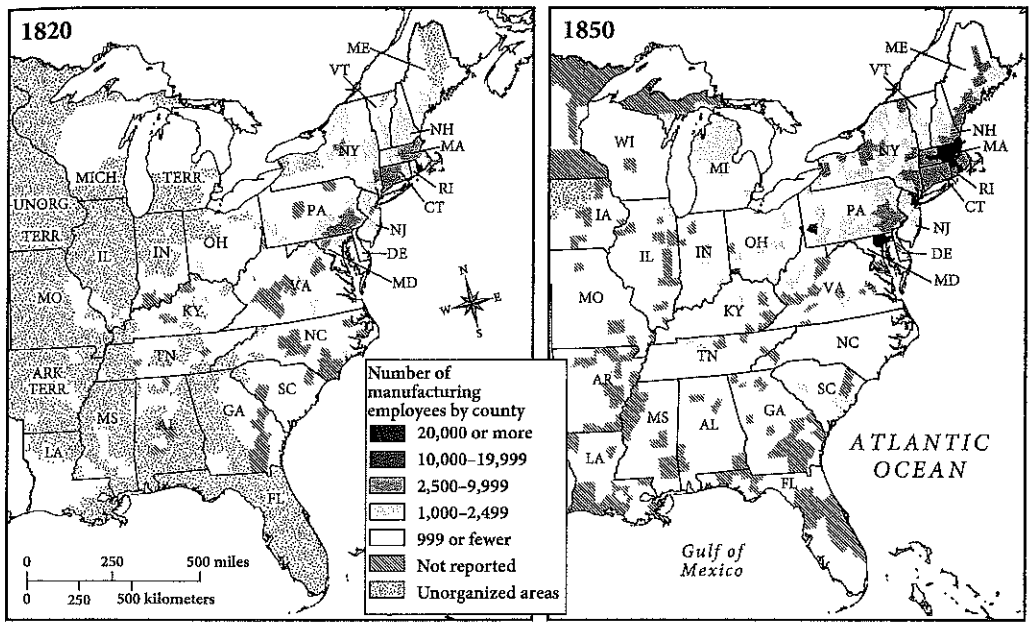 1820
ME
VT
NH
NY
MA
MICH.
TERR.
RI
CT
UNORG.
TERR.
PA
NJ
IL
IN
OH
DE
MD
VA
MO
KY
NC
TN
ARK
TERR.
SC
MS
AL
GA
LA
FL
N
W
E
S
0 250 500 miles
0 250 500 kilometers
Number of
manufacturing
employees by county
20,000 or more
10,000–19,999
2,500–9,999
1,000–2,499
999 or fewer
Not reported
Unorganized areas
1850
ME
VT
NH
WI
NY
MA
MI
RI
CT
IA
PA
NJ
OH
IL
IN
DE
MD
MO
VA
KY
NC
TN
AR
SC
MS
AL
GA
LA
FL
ATLANTIC
OCEAN
Gulf of
Mexico